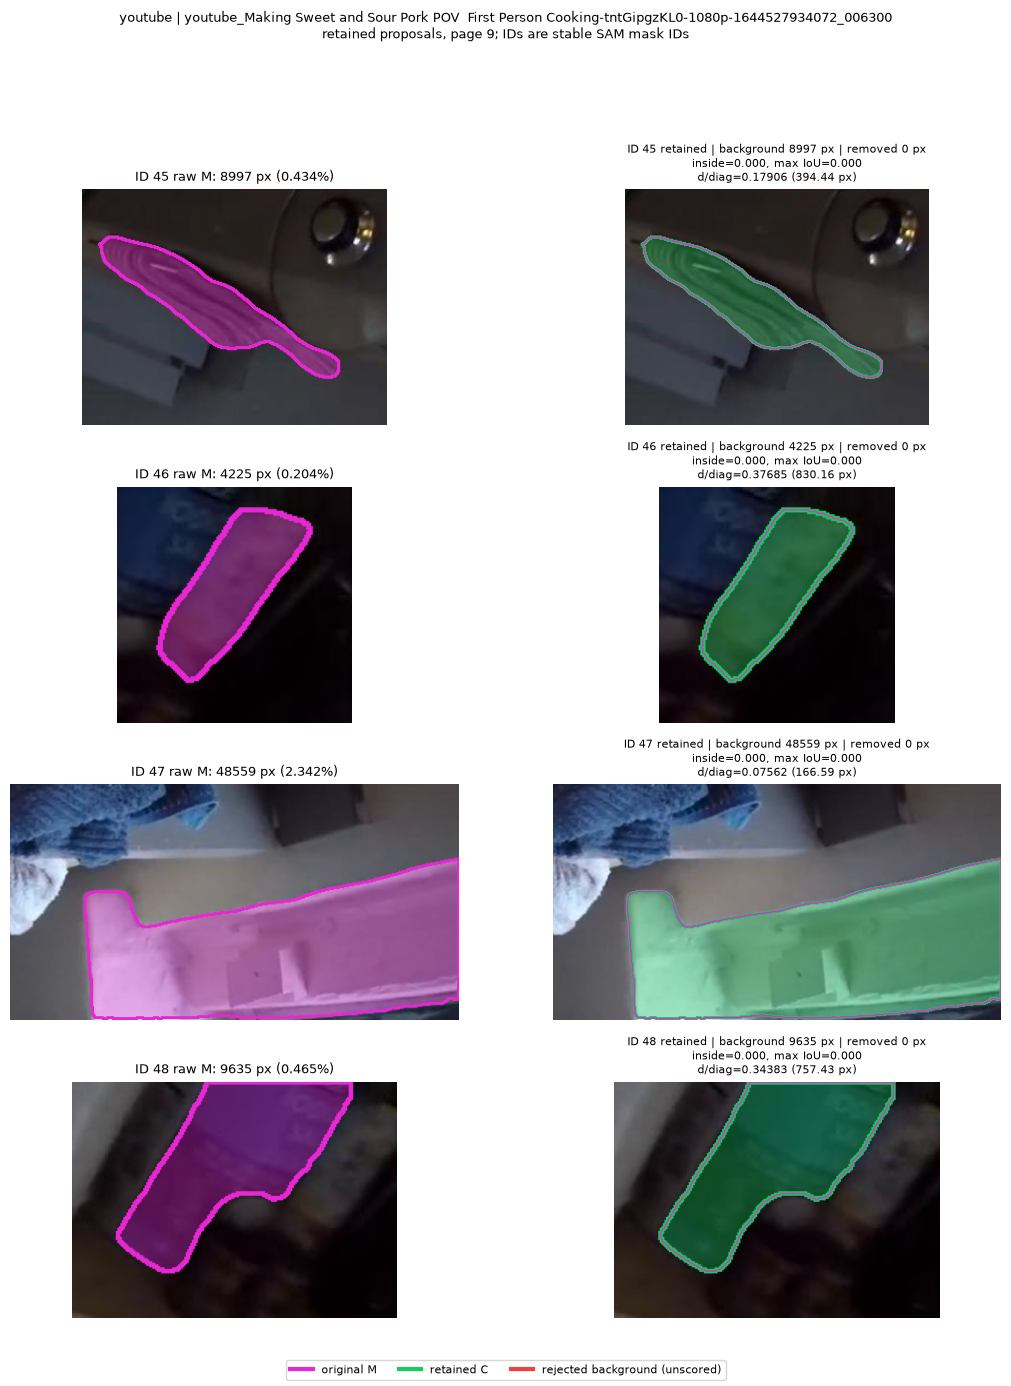 youtube | youtube_Making Sweet and Sour Pork POV  First Person Cooking-tntGipgzKL0-1080p-1644527934072_006300
retained proposals, page 9; IDs are stable SAM mask IDs
ID 45 raw M: 8997 px (0.434%)
ID 45 retained | background 8997 px | removed 0 px
inside=0.000, max IoU=0.000
d/diag=0.17906 (394.44 px)
ID 46 raw M: 4225 px (0.204%)
ID 46 retained | background 4225 px | removed 0 px
inside=0.000, max IoU=0.000
d/diag=0.37685 (830.16 px)
ID 47 raw M: 48559 px (2.342%)
ID 47 retained | background 48559 px | removed 0 px
inside=0.000, max IoU=0.000
d/diag=0.07562 (166.59 px)
ID 48 raw M: 9635 px (0.465%)
ID 48 retained | background 9635 px | removed 0 px
inside=0.000, max IoU=0.000
d/diag=0.34383 (757.43 px)
original M
retained C
rejected background (unscored)